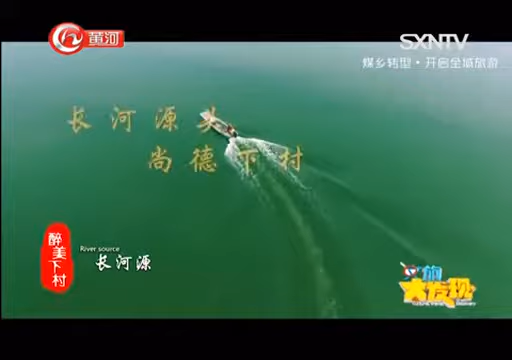 黄河
SXNTV
煤乡转型·开启全域旅游
长河源头
尚德下村
醉美下村
River source
长河源
大发现